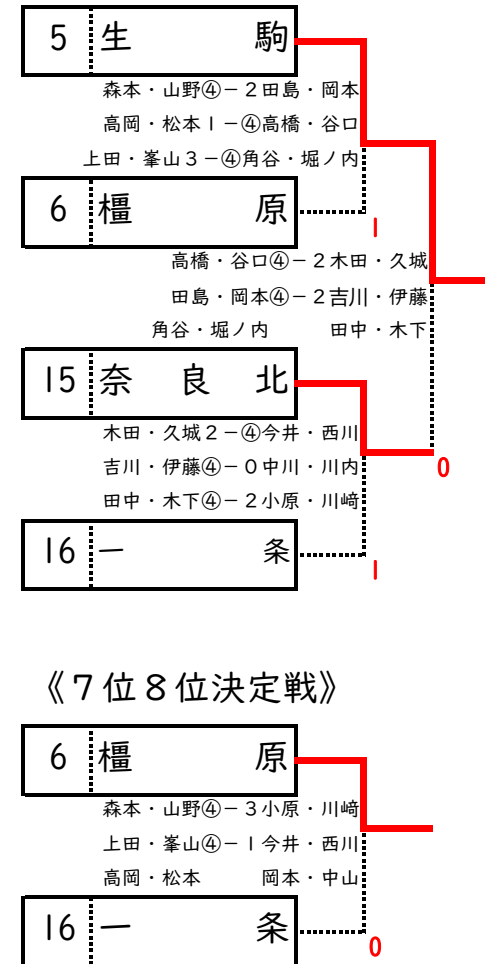 5 生駒
森本・山野④－２田島・岡本
高岡・松本１－④高橋・谷口
上田・峯山３－④角谷・堀ノ内
6 橿原
1
高橋・谷口④－２木田・久城
田島・岡本④－２吉川・伊藤
角谷・堀ノ内 田中・木下
15 奈良北
0
木田・久城２－④今井・西川
吉川・伊藤④－０中川・川内
田中・木下④－２小原・川﨑
16 一条
1
《７位８位決定戦》
6 橿原
森本・山野④－３小原・川﨑
上田・峯山④－１今井・西川
高岡・松本 岡本・中山
16 一条
0